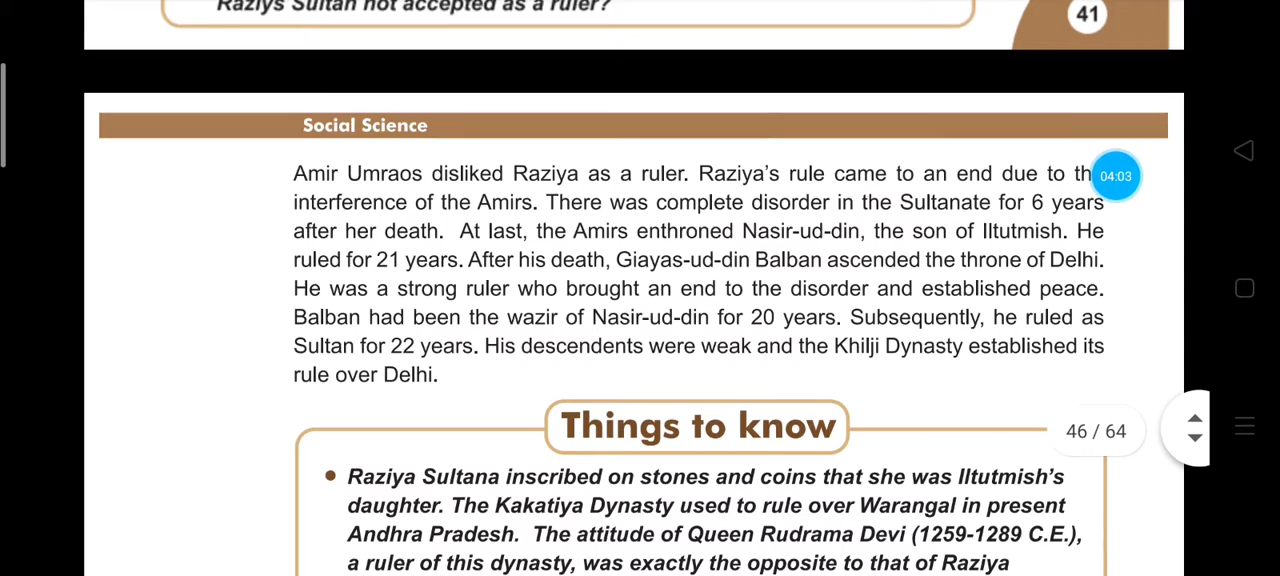 Raziys Sultan not accepted as a ruler?
41
Social Science
Amir Umraos disliked Raziya as a ruler. Raziya's rule came to an end due to th
04:03
interference of the Amirs. There was complete disorder in the Sultanate for 6 years
after her death. At last, the Amirs enthroned Nasir-ud-din, the son of Iltutmish. He
ruled for 21 years. After his death, Giayas-ud-din Balban ascended the throne of Delhi.
He was a strong ruler who brought an end to the disorder and established peace.
Balban had been the wazir of Nasir-ud-din for 20 years. Subsequently, he ruled as
Sultan for 22 years. His descendents were weak and the Khilji Dynasty established its
rule over Delhi.
Things to know
46 / 64
• Raziya Sultana inscribed on stones and coins that she was Iltutmish's
daughter. The Kakatiya Dynasty used to rule over Warangal in present
Andhra Pradesh. The attitude of Queen Rudrama Devi (1259-1289 C.E.),
a ruler of this dynasty, was exactly the opposite to that of Raziya